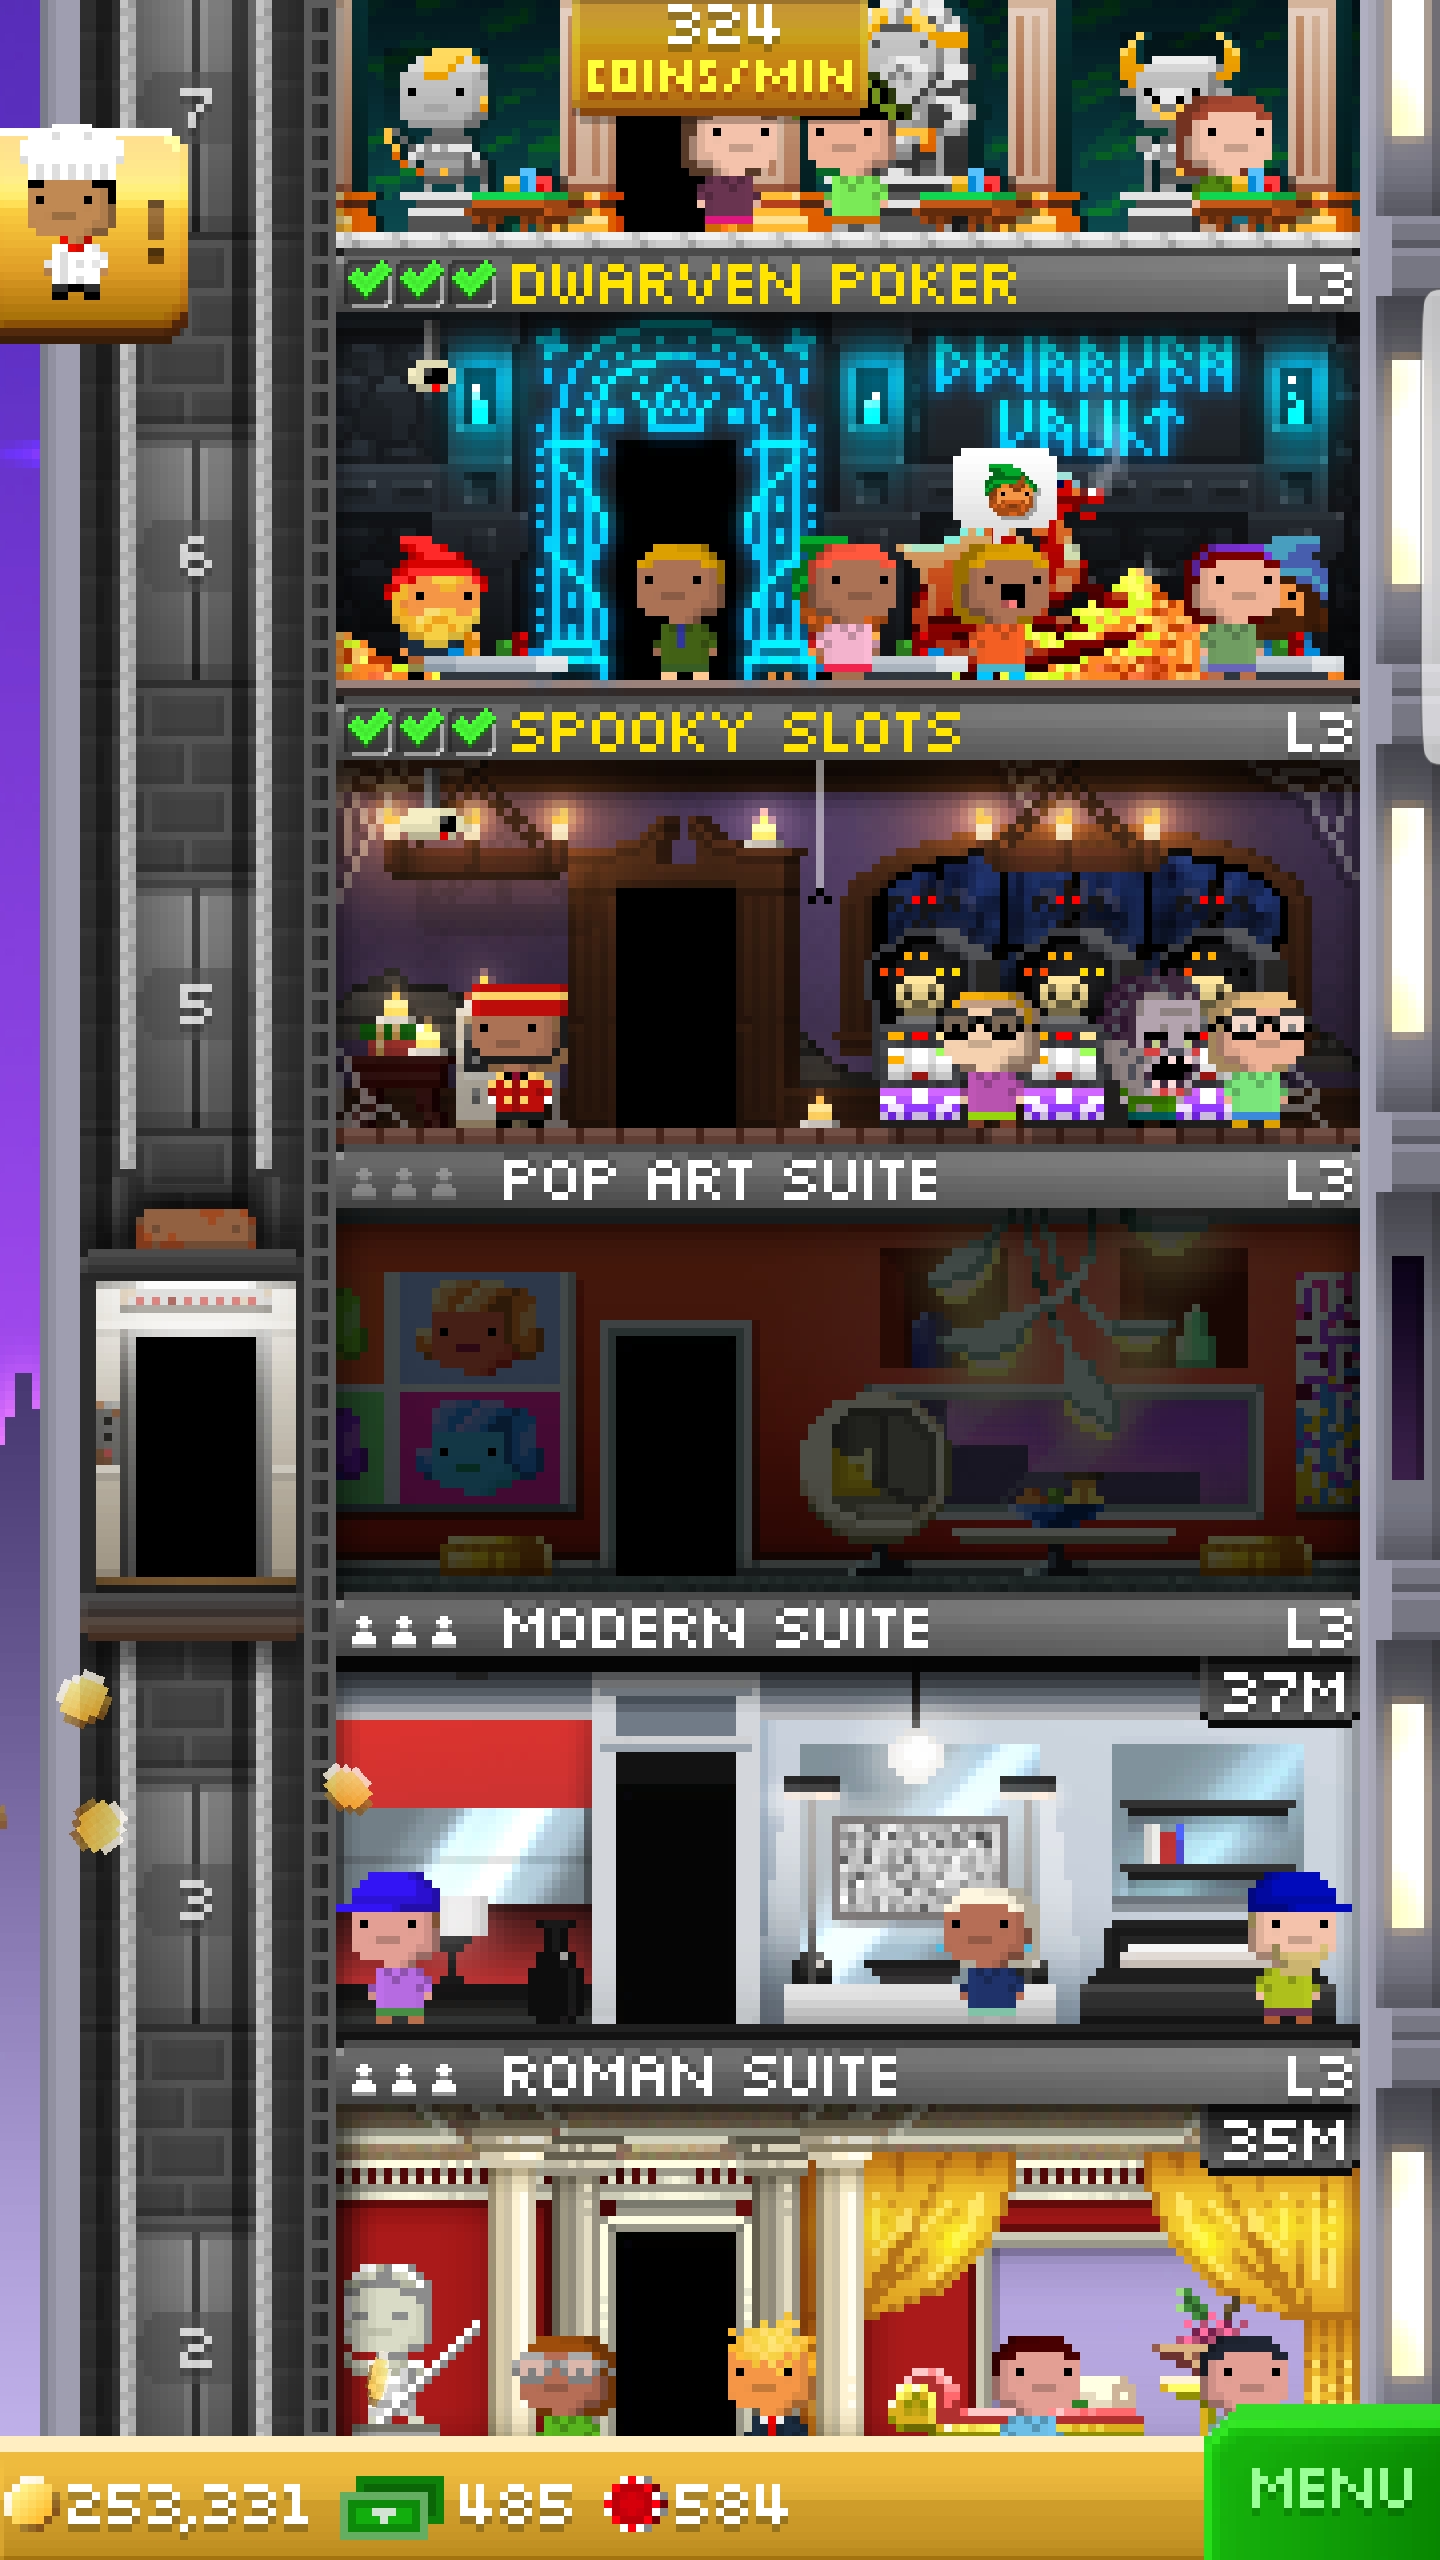 324
COINS/MIN
7
DWARVEN POKER L3
DWARVEN
VAULT
6
SPOOKY SLOTS L3
5
POP ART SUITE L3
MODERN SUITE L3
37M
3
ROMAN SUITE L3
35M
2
253,331 485 584
MENU